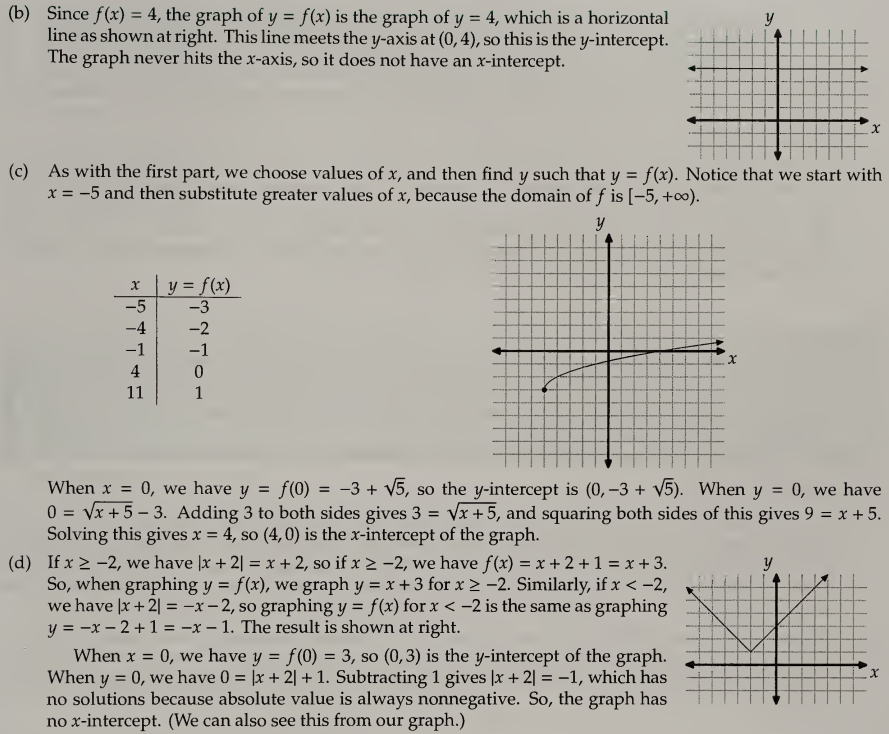 (b) Since f(x) = 4, the graph of y = f(x) is the graph of y = 4, which is a horizontal
line as shown at right. This line meets the y-axis at (0, 4), so this is the y-intercept.
The graph never hits the x-axis, so it does not have an x-intercept.
y
x
(c) As with the first part, we choose values of x, and then find y such that y = f(x). Notice that we start with
x = −5 and then substitute greater values of x, because the domain of f is [−5, +∞).
y
x
x y = f(x)
−5 −3
−4 −2
−1 −1
4 0
11 1
When x = 0, we have y = f(0) = −3 + √5, so the y-intercept is (0, −3 + √5). When y = 0, we have
0 = √x + 5 − 3. Adding 3 to both sides gives 3 = √x + 5, and squaring both sides of this gives 9 = x + 5.
Solving this gives x = 4, so (4, 0) is the x-intercept of the graph.
(d) If x ≥ −2, we have |x + 2| = x + 2, so if x ≥ −2, we have f(x) = x + 2 + 1 = x + 3.
So, when graphing y = f(x), we graph y = x + 3 for x ≥ −2. Similarly, if x < −2,
we have |x + 2| = −x − 2, so graphing y = f(x) for x < −2 is the same as graphing
y = −x − 2 + 1 = −x − 1. The result is shown at right.
When x = 0, we have y = f(0) = 3, so (0, 3) is the y-intercept of the graph.
When y = 0, we have 0 = |x + 2| + 1. Subtracting 1 gives |x + 2| = −1, which has
no solutions because absolute value is always nonnegative. So, the graph has
no x-intercept. (We can also see this from our graph.)
y
x